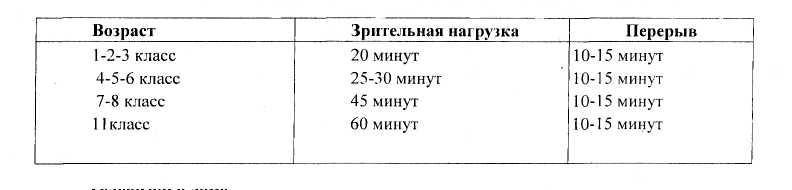 Возраст Зрительная нагрузка Перерыв
1-2-3 класс 20 минут 10-15 минут
4-5-6 класс 25-30 минут 10-15 минут
7-8 класс 45 минут 10-15 минут
11класс 60 минут 10-15 минут